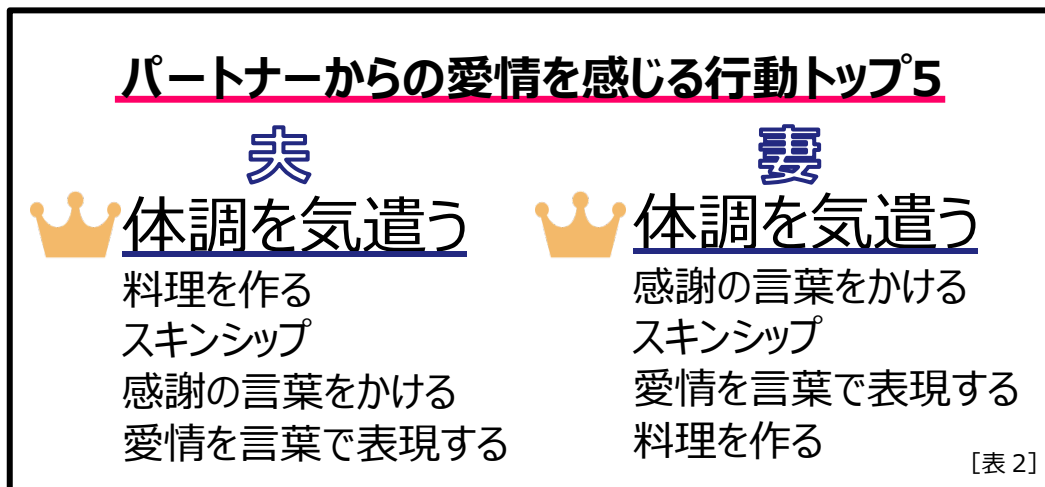 パートナーからの愛情を感じる行動トップ5
夫
体調を気遣う
料理を作る
スキンシップ
感謝の言葉をかける
愛情を言葉で表現する
妻
体調を気遣う
感謝の言葉をかける
スキンシップ
愛情を言葉で表現する
料理を作る
［表 2］